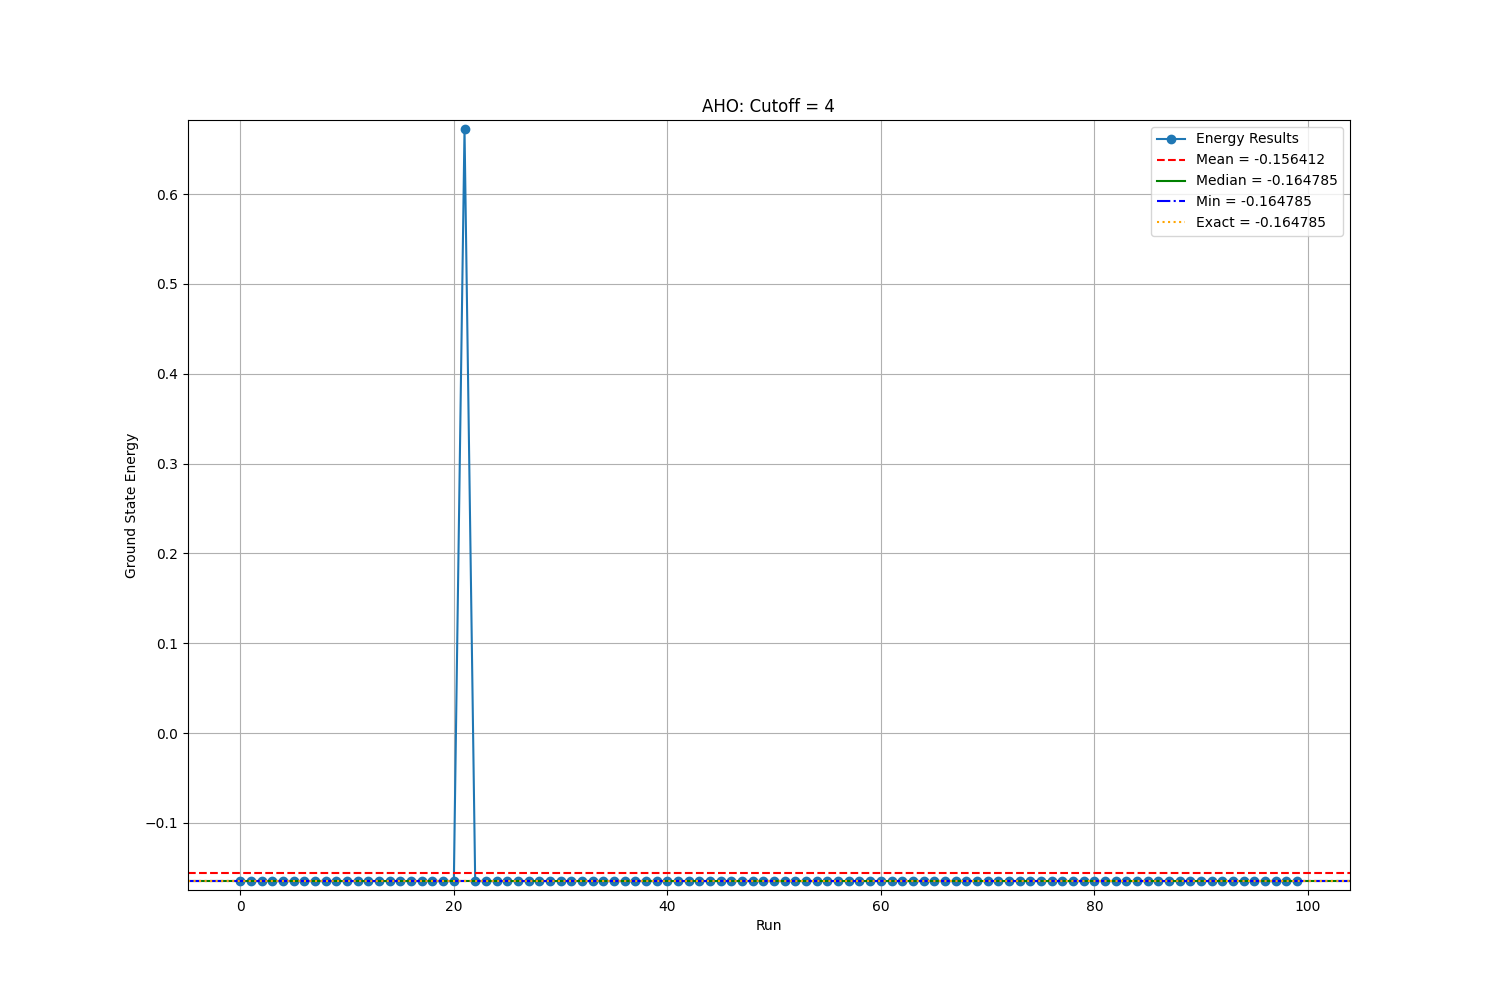 AHO: Cutoff = 4
Energy Results
Mean = -0.156412
Median = -0.164785
Min = -0.164785
Exact = -0.164785
0.6
0.5
0.4
0.3
0.2
0.1
0.0
−0.1
Ground State Energy
0 20 40 60 80 100
Run